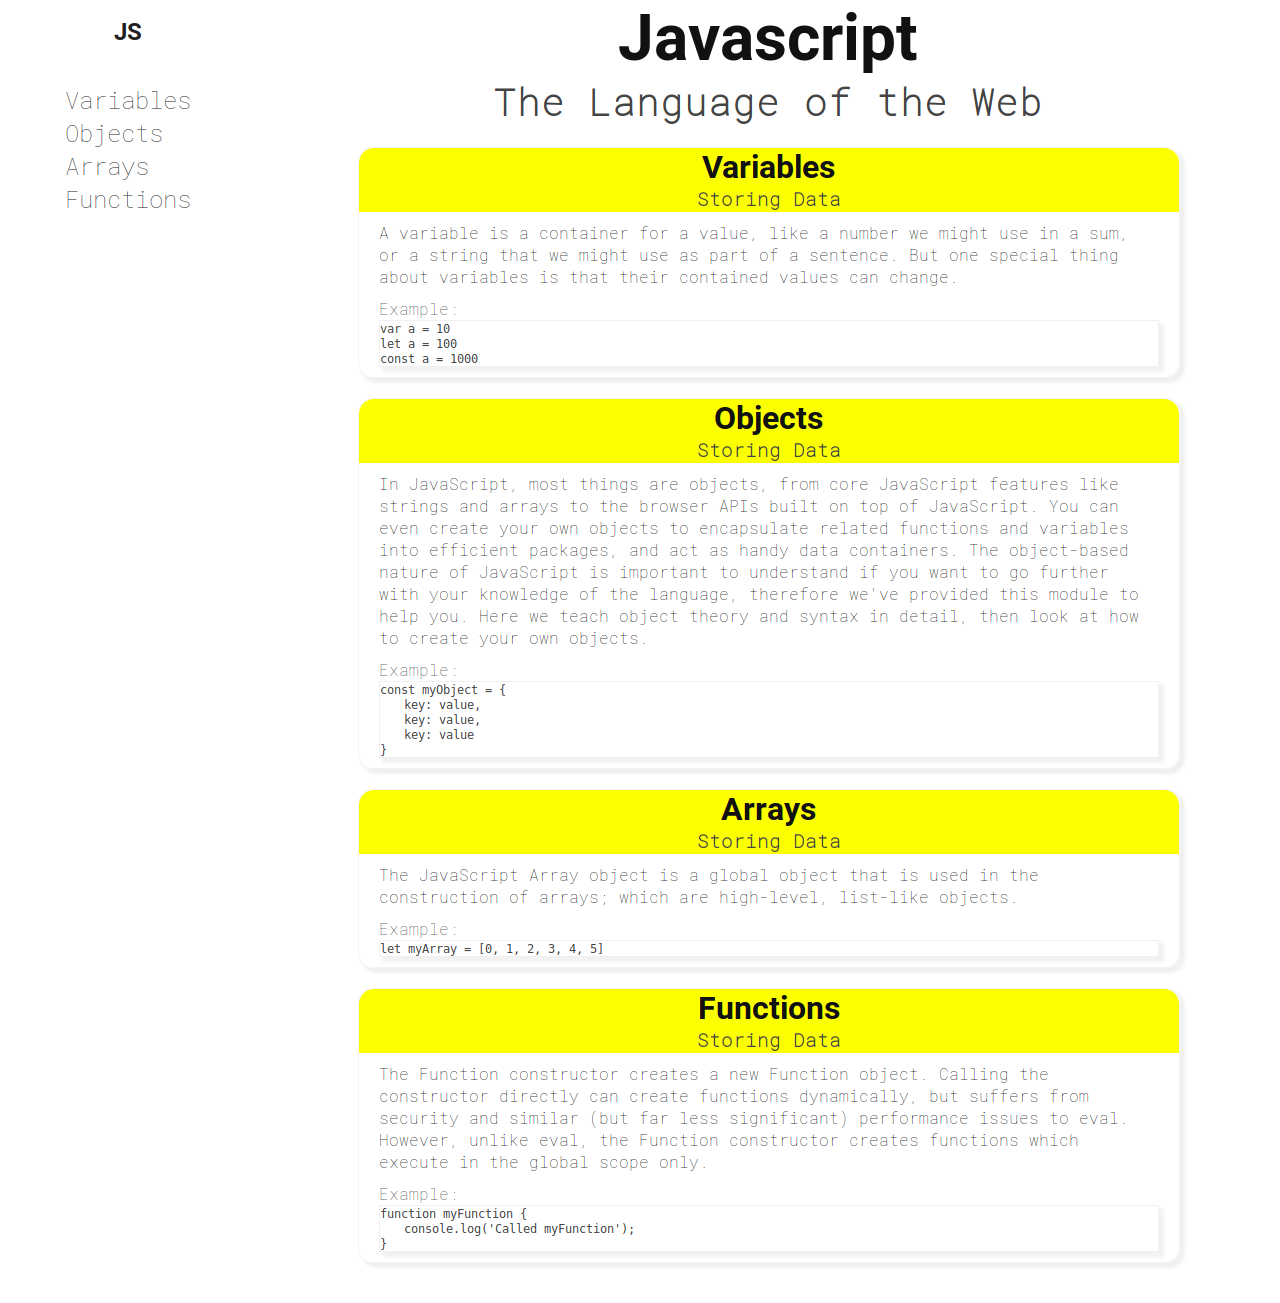 JS
Variables
Objects
Arrays
Functions
Javascript
The Language of the Web
Variables
Storing Data
A variable is a container for a value, like a number we might use in a sum,
or a string that we might use as part of a sentence. But one special thing
about variables is that their contained values can change.
Example:
var a = 10
let a = 100
const a = 1000
Objects
Storing Data
In JavaScript, most things are objects, from core JavaScript features like
strings and arrays to the browser APIs built on top of JavaScript. You can
even create your own objects to encapsulate related functions and variables
into efficient packages, and act as handy data containers. The object-based
nature of JavaScript is important to understand if you want to go further
with your knowledge of the language, therefore we've provided this module to
help you. Here we teach object theory and syntax in detail, then look at how
to create your own objects.
Example:
const myObject = {
key: value,
key: value,
key: value
}
Arrays
Storing Data
The JavaScript Array object is a global object that is used in the
construction of arrays; which are high-level, list-like objects.
Example:
let myArray = [0, 1, 2, 3, 4, 5]
Functions
Storing Data
The Function constructor creates a new Function object. Calling the
constructor directly can create functions dynamically, but suffers from
security and similar (but far less significant) performance issues to eval.
However, unlike eval, the Function constructor creates functions which
execute in the global scope only.
Example:
function myFunction {
console.log('Called myFunction');
}